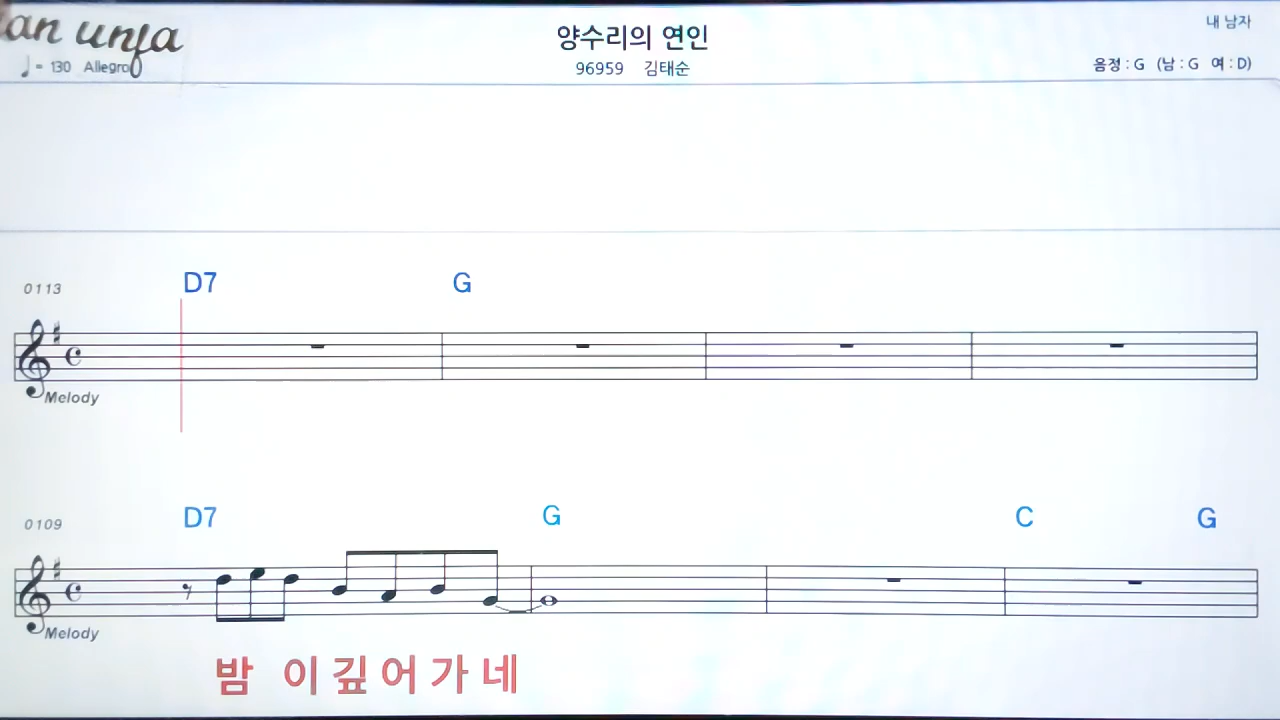 an unfa
양수리의 연인
내 남자
♩= 130 Allegro
96959 김태순
음정 : G (남 : G 여 : D)
0113
D7 G
Melody
0109
D7 G C G
Melody
밤 이 깊 어 가 네